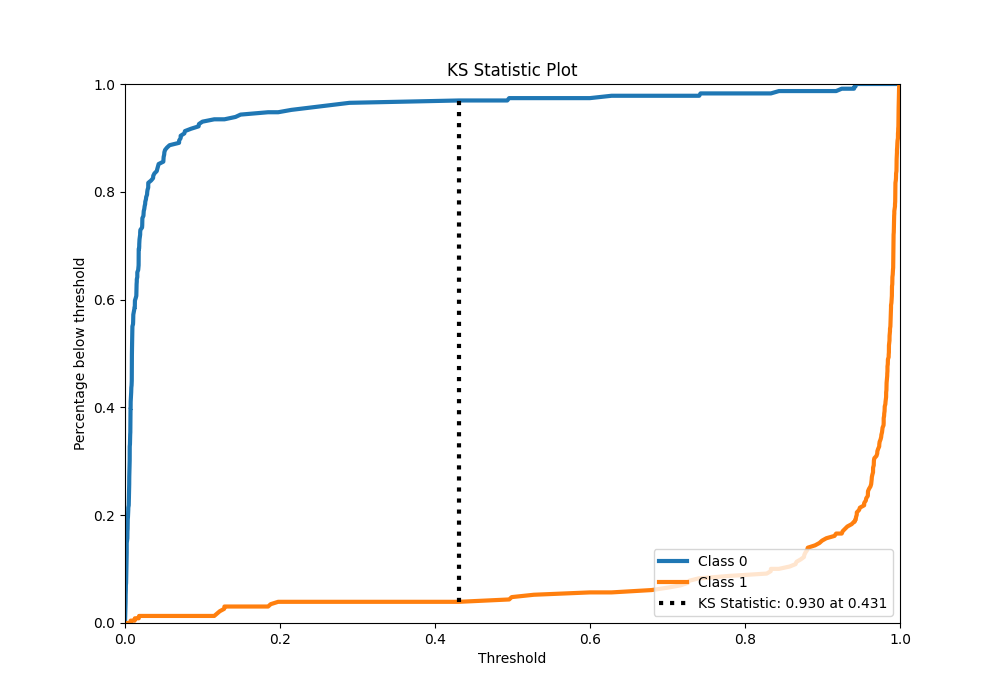 KS Statistic Plot
1.0
0.8
0.6
0.4
0.2
0.0
Percentage below threshold
Class 0
Class 1
KS Statistic: 0.930 at 0.431
0.0 0.2 0.4 0.6 0.8 1.0
Threshold